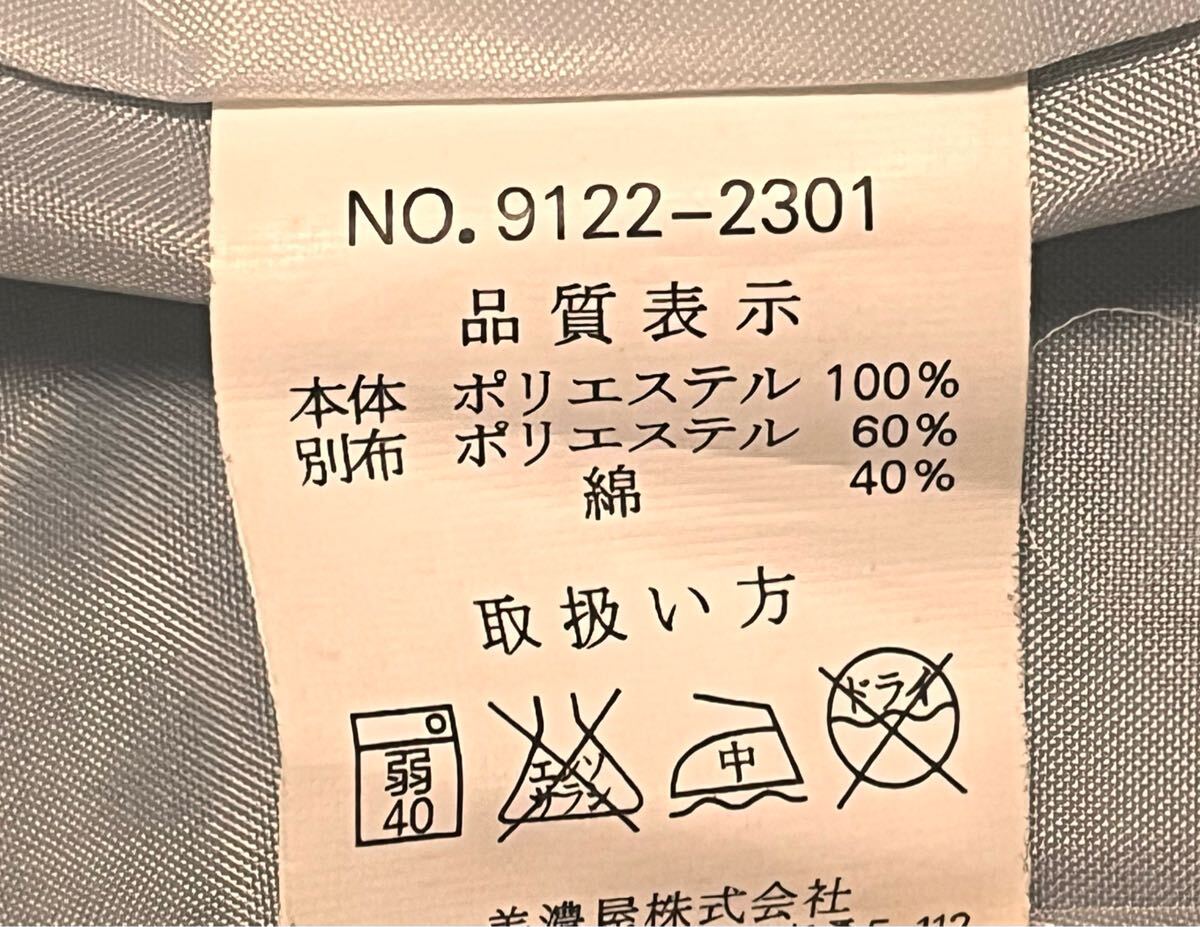 NO. 9122-2301
品質表示
本体 ポリエステル 100%
別布 ポリエステル 60%
綿 40%
取扱い方
弱 40
エンソ サラシ
中
ドライ
美濃屋株式会社
5-112